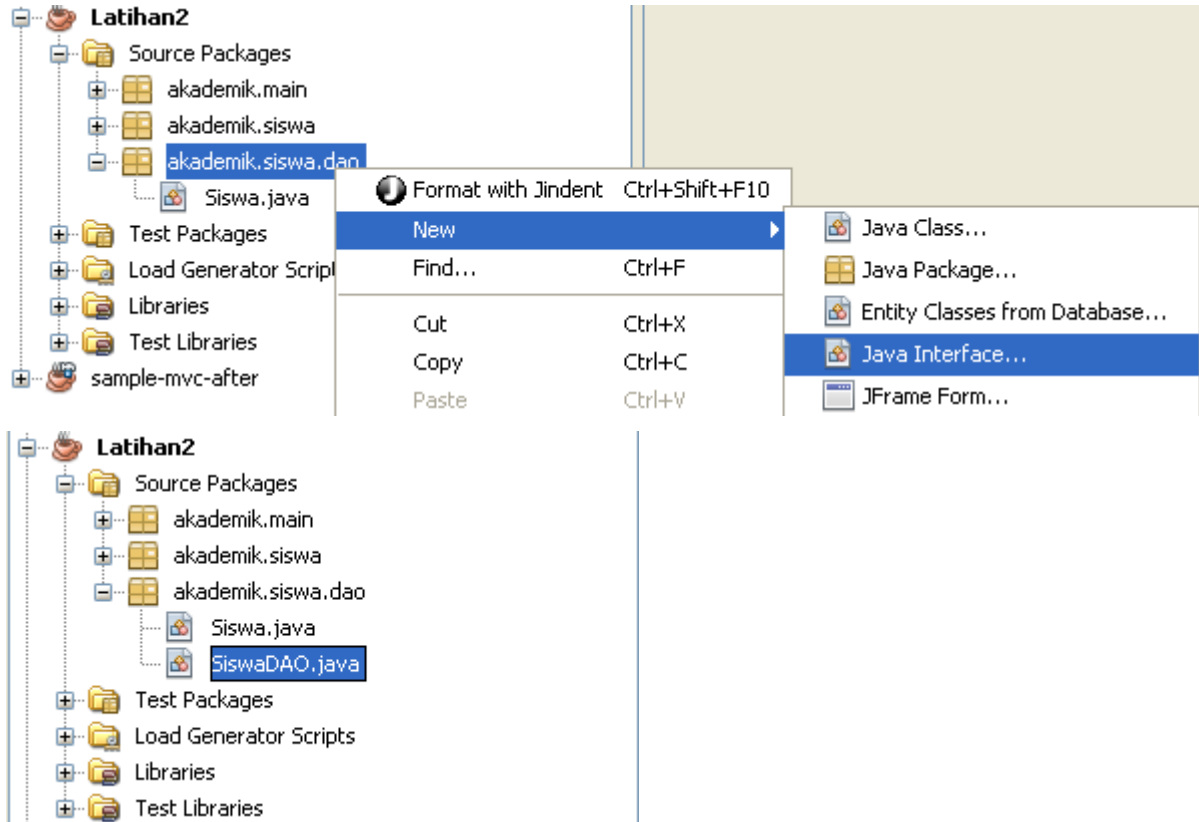 Latihan2
Source Packages
akademik.main
akademik.siswa
akademik.siswa.dao
Siswa.java
Test Packages
Load Generator Script
Libraries
Test Libraries
sample-mvc-after
Format with Jindent Ctrl+Shift+F10
New
Find... Ctrl+F
Cut Ctrl+X
Copy Ctrl+C
Paste Ctrl+V
Java Class...
Java Package...
Entity Classes from Database...
Java Interface...
JFrame Form...
Latihan2
Source Packages
akademik.main
akademik.siswa
akademik.siswa.dao
Siswa.java
SiswaDAO.java
Test Packages
Load Generator Scripts
Libraries
Test Libraries